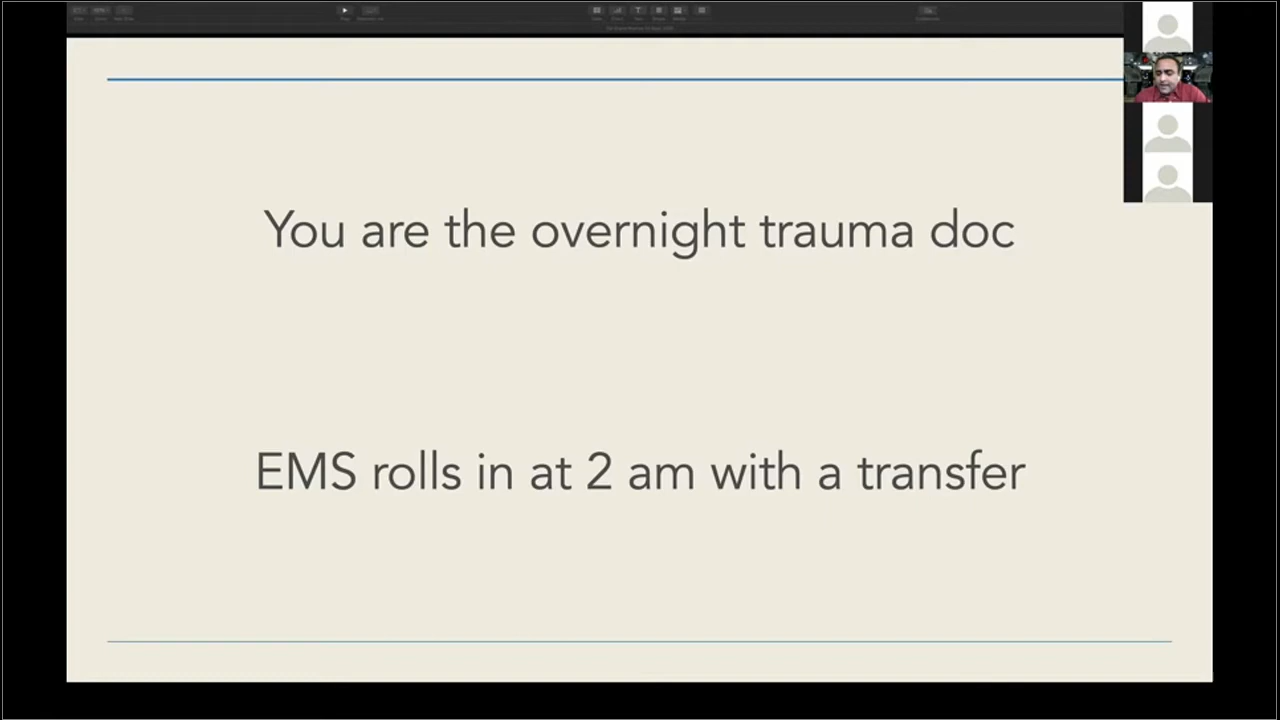 You are the overnight trauma doc
EMS rolls in at 2 am with a transfer